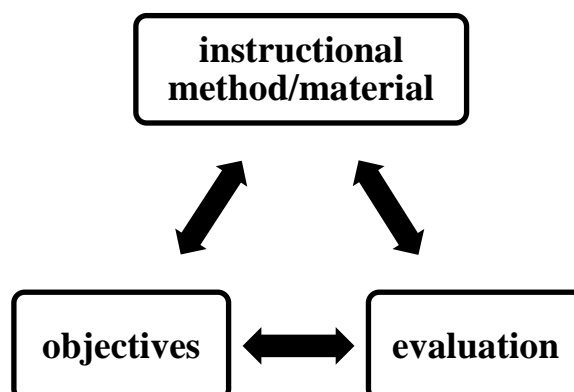 instructional
method/material
objectives
evaluation